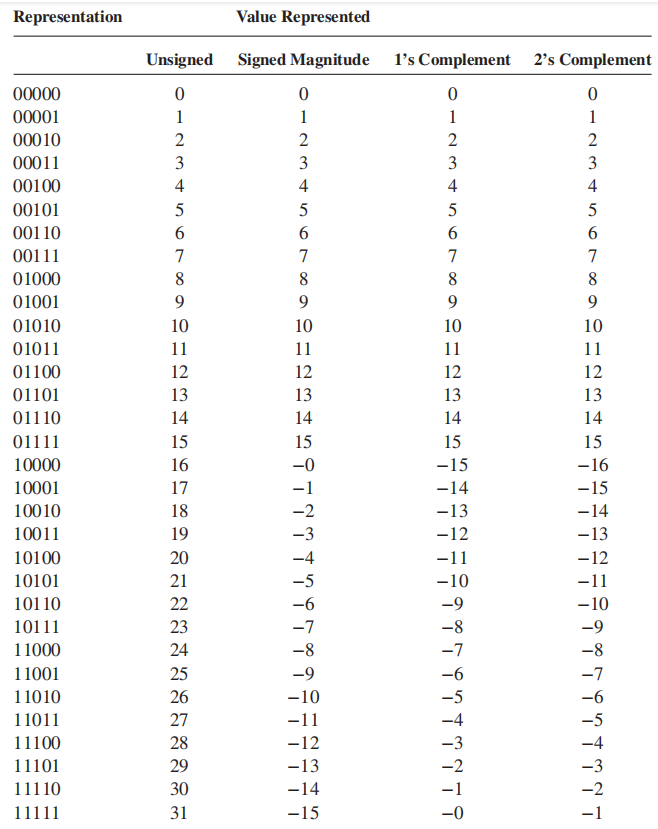 Representation Value Represented
Unsigned Signed Magnitude 1’s Complement 2’s Complement
00000 0 0 0 0
00001 1 1 1 1
00010 2 2 2 2
00011 3 3 3 3
00100 4 4 4 4
00101 5 5 5 5
00110 6 6 6 6
00111 7 7 7 7
01000 8 8 8 8
01001 9 9 9 9
01010 10 10 10 10
01011 11 11 11 11
01100 12 12 12 12
01101 13 13 13 13
01110 14 14 14 14
01111 15 15 15 15
10000 16 −0 −15 −16
10001 17 −1 −14 −15
10010 18 −2 −13 −14
10011 19 −3 −12 −13
10100 20 −4 −11 −12
10101 21 −5 −10 −11
10110 22 −6 −9 −10
10111 23 −7 −8 −9
11000 24 −8 −7 −8
11001 25 −9 −6 −7
11010 26 −10 −5 −6
11011 27 −11 −4 −5
11100 28 −12 −3 −4
11101 29 −13 −2 −3
11110 30 −14 −1 −2
11111 31 −15 −0 −1